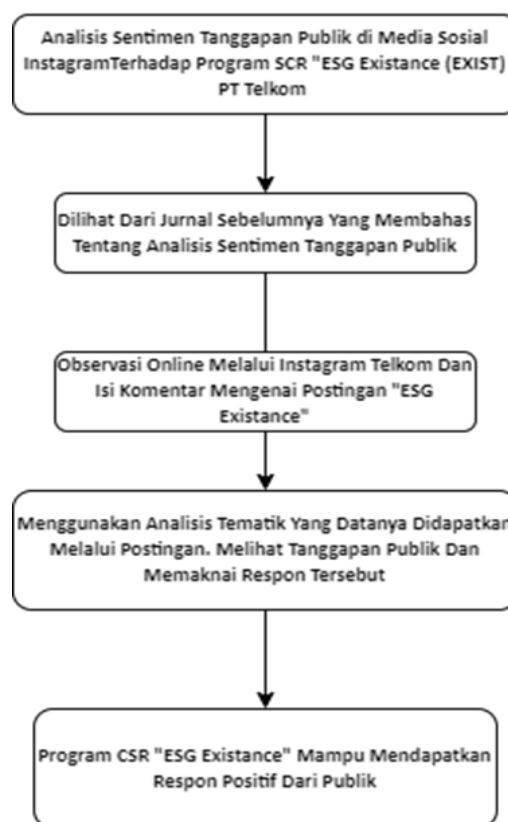 Analisis Sentimen Tanggapan Publik di Media Sosial
InstagramTerhadap Program SCR "ESG Existance (EXIST)
PT Telkom
Dilihat Dari Jurnal Sebelumnya Yang Membahas
Tentang Analisis Sentimen Tanggapan Publik
Observasi Online Melalui Instagram Telkom Dan
Isi Komentar Mengenai Postingan "ESG
Existance"
Menggunakan Analisis Tematik Yang Datanya Didapatkan
Melalui Postingan. Melihat Tanggapan Publik Dan
Memaknai Respon Tersebut
Program CSR "ESG Existance" Mampu Mendapatkan
Respon Positif Dari Publik